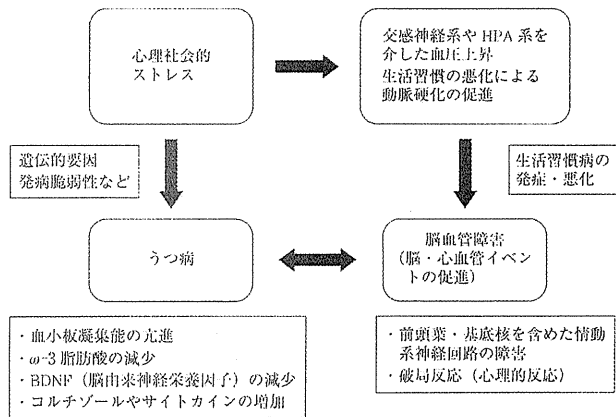 心理社会的
ストレス
交感神経系や HPA 系を
介した血圧上昇
生活習慣の悪化による
動脈硬化の促進
遺伝的要因
発病脆弱性など
生活習慣病の
発症・悪化
うつ病
脳血管障害
(脳・心血管イベン
トの促進)
・血小板凝集能の亢進
・ω-3 脂肪酸の減少
・BDNF（脳由来神経栄養因子）の減少
・コルチゾールやサイトカインの増加
・前頭葉・基底核を含めた情動
系神経回路の障害
・破局反応（心理的反応）